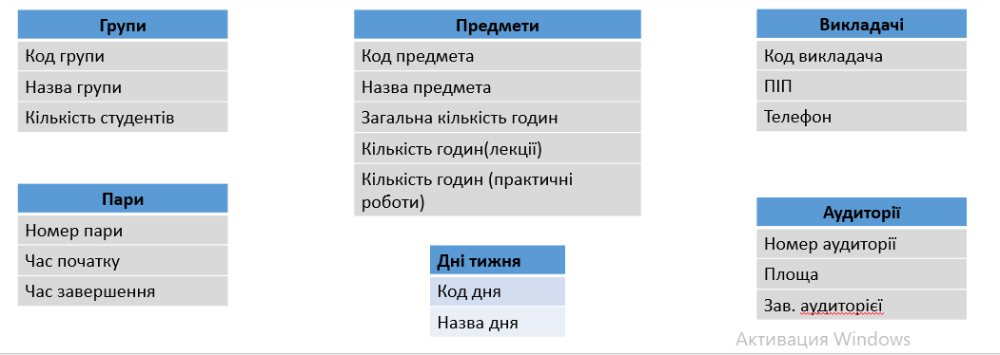 Групи
Код групи
Назва групи
Кількість студентів
Предмети
Код предмета
Назва предмета
Загальна кількість годин
Кількість годин(лекції)
Кількість годин (практичні
роботи)
Викладачі
Код викладача
ПІП
Телефон
Пари
Номер пари
Час початку
Час завершення
Дні тижня
Код дня
Назва дня
Аудиторії
Номер аудиторії
Площа
Зав. аудиторієї
Активация Windows